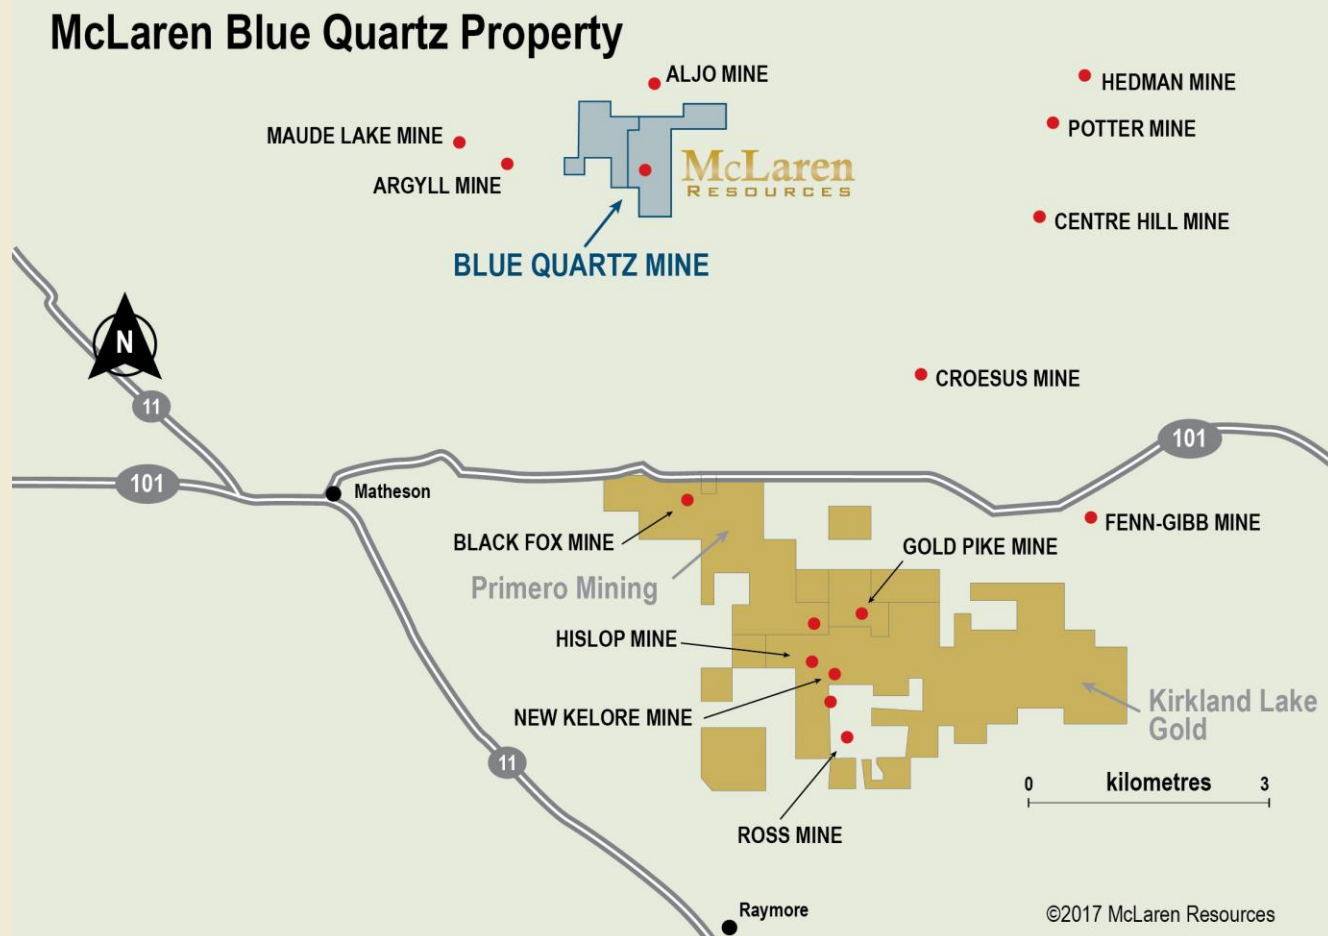 McLaren Blue Quartz Property
ALJO MINE
HEDMAN MINE
POTTER MINE
MAUDE LAKE MINE
ARGYLL MINE
McLaren
RESOURCES
CENTRE HILL MINE
BLUE QUARTZ MINE
N
11
CROESUS MINE
101
101
Matheson
FENN-GIBB MINE
BLACK FOX MINE
GOLD PIKE MINE
Primero Mining
HISLOP MINE
NEW KELORE MINE
Kirkland Lake
Gold
11
0 kilometres 3
ROSS MINE
Raymore
©2017 McLaren Resources